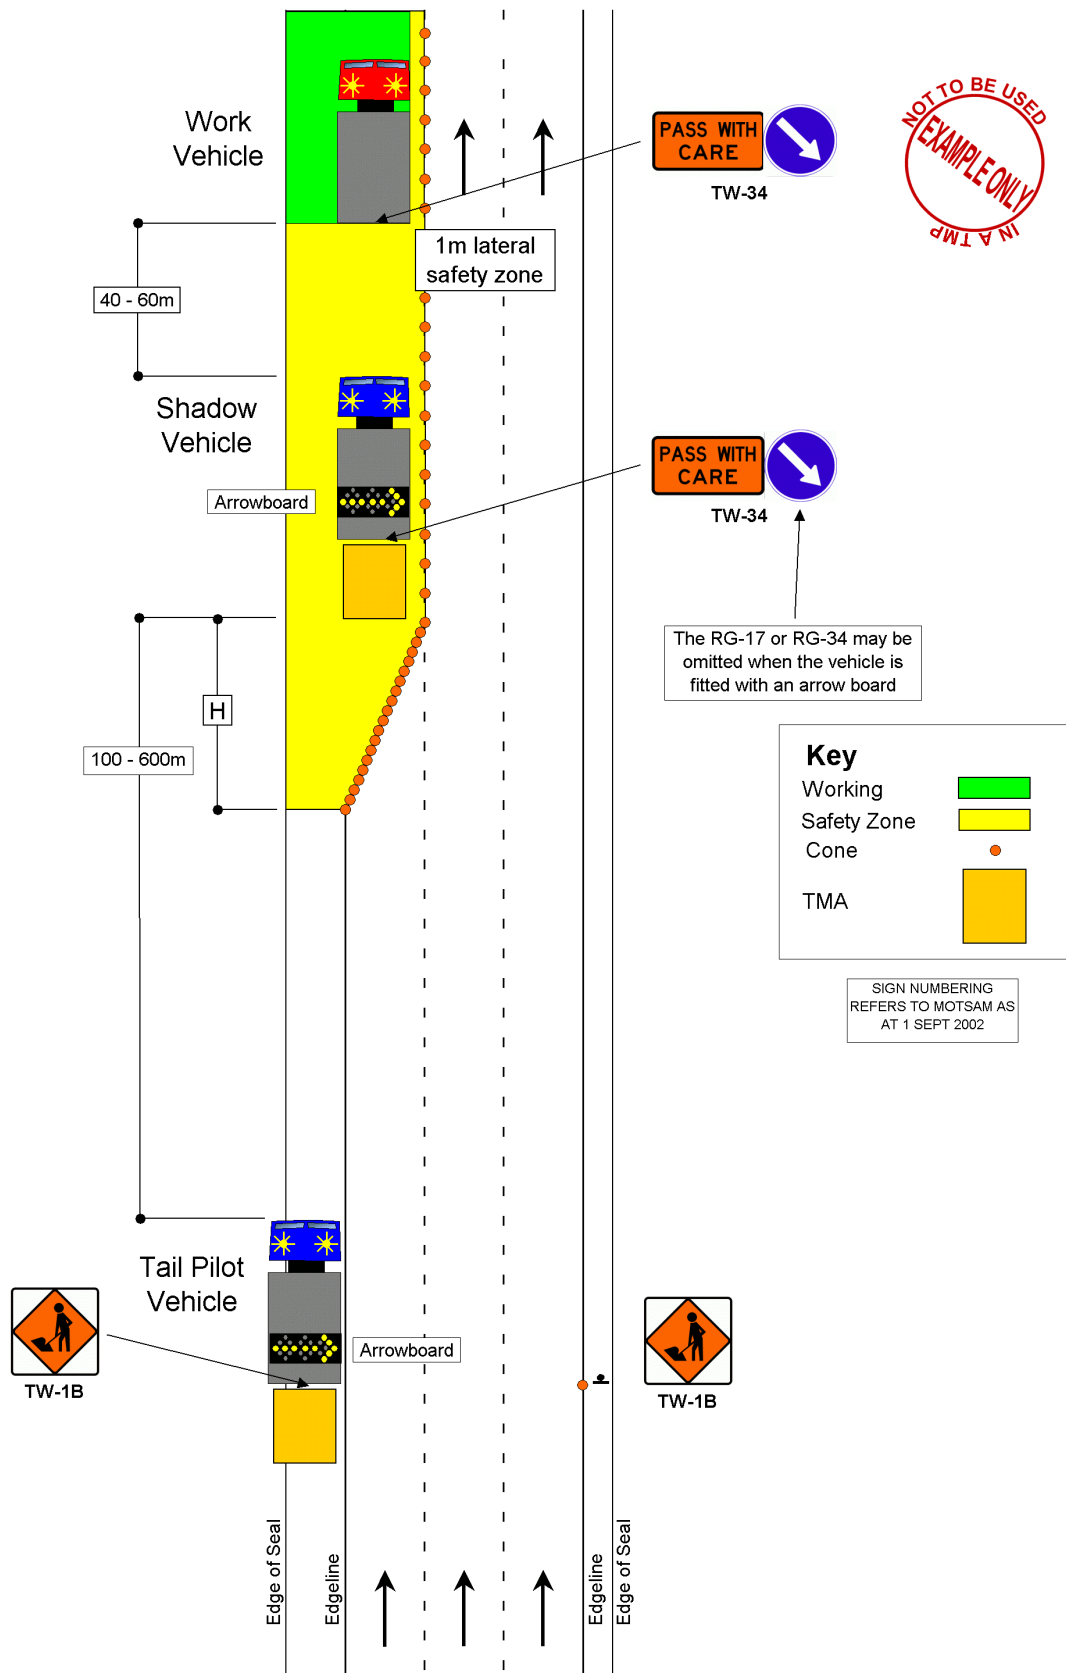 Work
Vehicle
PASS WITH
CARE
TW-34
NOT TO BE USED
EXAMPLE ONLY
IN A TMP
1m lateral
safety zone
40 - 60m
Shadow
Vehicle
PASS WITH
CARE
TW-34
Arrowboard
The RG-17 or RG-34 may be
omitted when the vehicle is
fitted with an arrow board
H
100 - 600m
Key
Working
Safety Zone
Cone
TMA
SIGN NUMBERING
REFERS TO MOTSAM AS
AT 1 SEPT 2002
Tail Pilot
Vehicle
Arrowboard
TW-1B
TW-1B
Edge of Seal
Edgeline
Edgeline
Edge of Seal